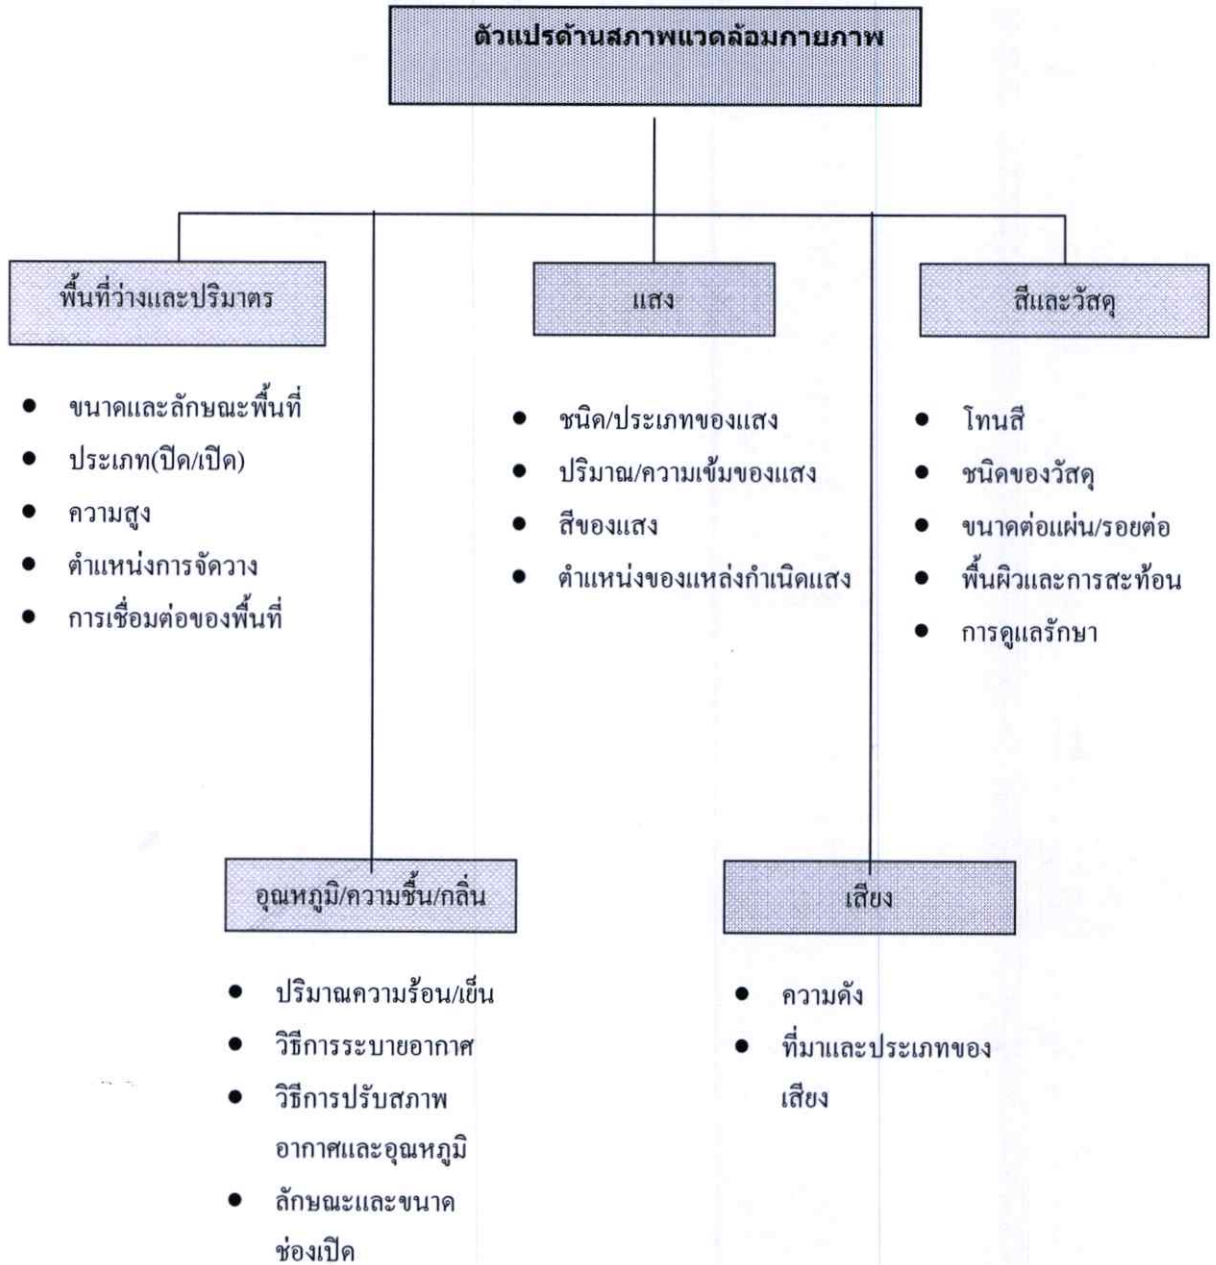 ตัวแปรด้านสภาพแวดล้อมกายภาพ
พื้นที่ว่างและปริมาตร
● ขนาดและลักษณะพื้นที่
● ประเภท(ปิด/เปิด)
● ความสูง
● ตำแหน่งการจัดวาง
● การเชื่อมต่อของพื้นที่
แสง
● ชนิด/ประเภทของแสง
● ปริมาณ/ความเข้มของแสง
● สีของแสง
● ตำแหน่งของแหล่งกำเนิดแสง
สีและวัสดุ
● โทนสี
● ชนิดของวัสดุ
● ขนาดต่อแผ่น/รอยต่อ
● พื้นผิวและการสะท้อน
● การดูแลรักษา
อุณหภูมิ/ความชื้น/กลิ่น
● ปริมาณความร้อน/เย็น
● วิธีการระบายอากาศ
● วิธีการปรับสภาพ
อากาศและอุณหภูมิ
● ลักษณะและขนาด
ช่องเปิด
เสียง
● ความดัง
● ที่มาและประเภทของ
เสียง